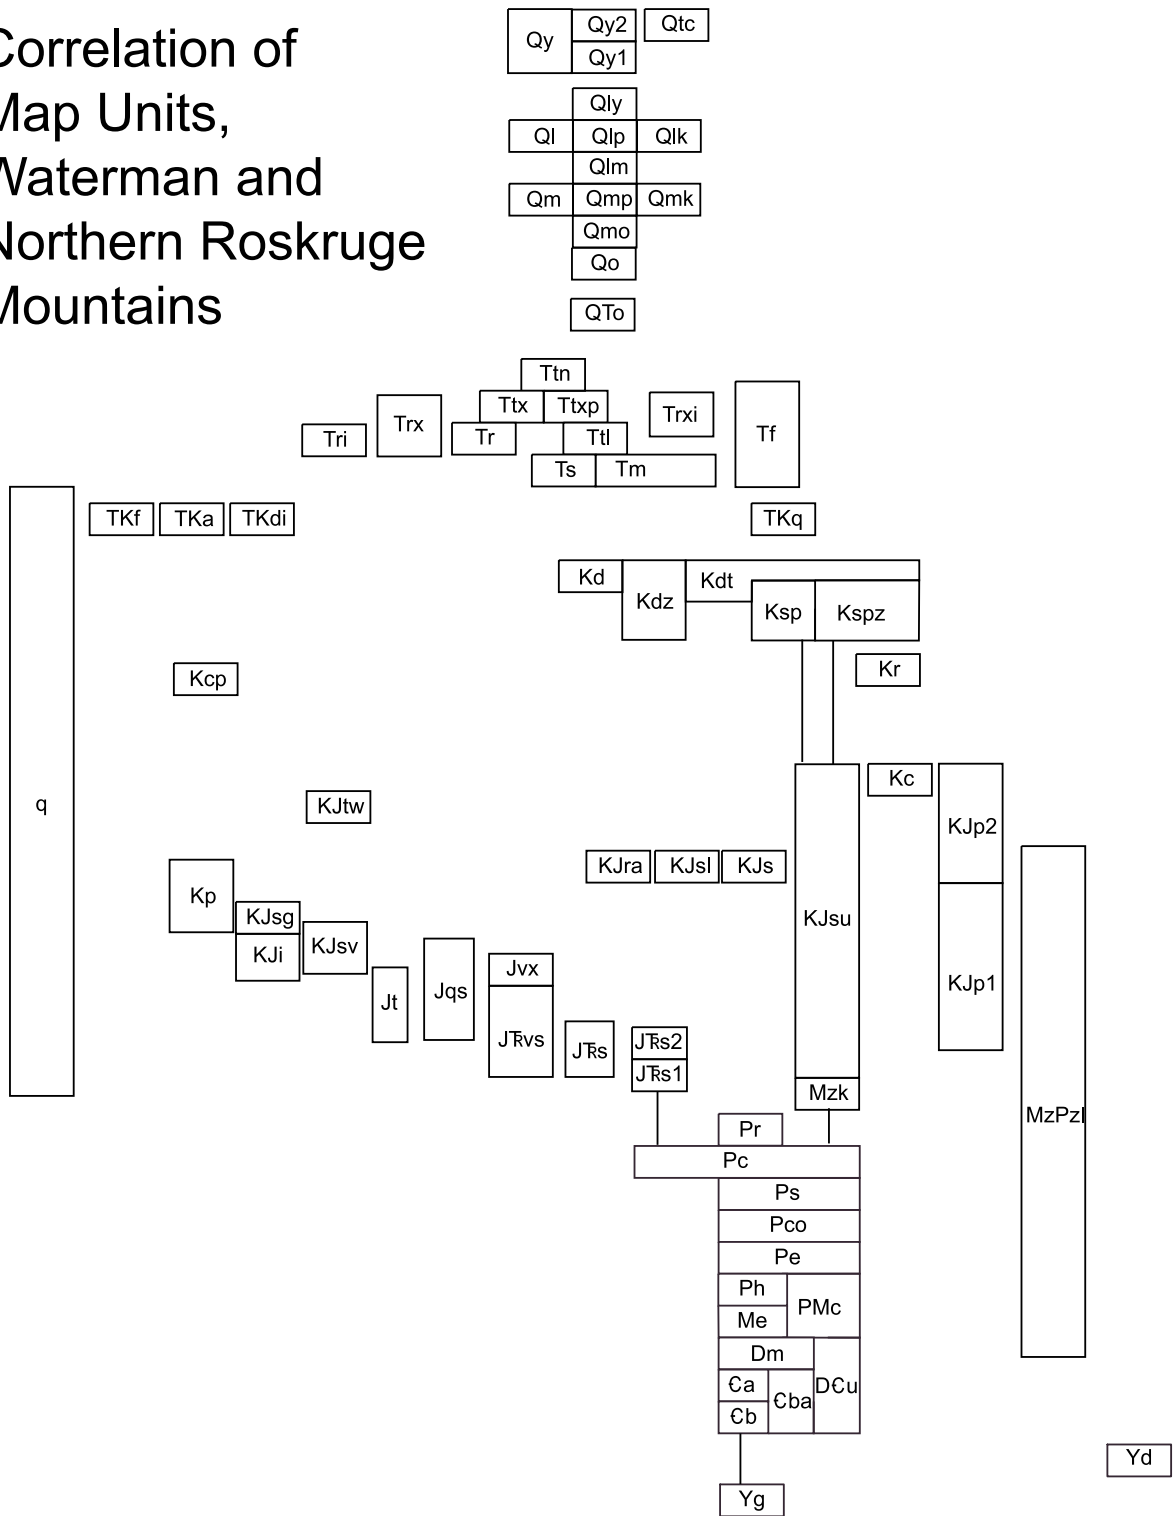 Correlation of
Map Units,
Waterman and
Northern Roskruge
Mountains
Qy Qy2 Qtc
Qy1
Qly
Ql Qlp Qlk
Qlm
Qm Qmp Qmk
Qmo
Qo
QTo
Ttn
Ttx Ttxp
Trx Trxi
Tri Tr Ttl Tf
Ts Tm
TKf TKa TKdi TKq
Kd Kdt
Kdz Ksp Kspz
Kcp Kr
q KJtw Kc
KJp2
KJra KJsl KJs
Kp
KJsg KJsu
KJi KJsv
Jvx
Jt Jqs KJp1
JTRvs JTRs JTRs2
JTRs1
Mzk
MzPzl
Pr
Pc
Ps
Pco
Pe
Ph PMc
Me
Dm
Єa Єba DЄu
Єb
Yd
Yg